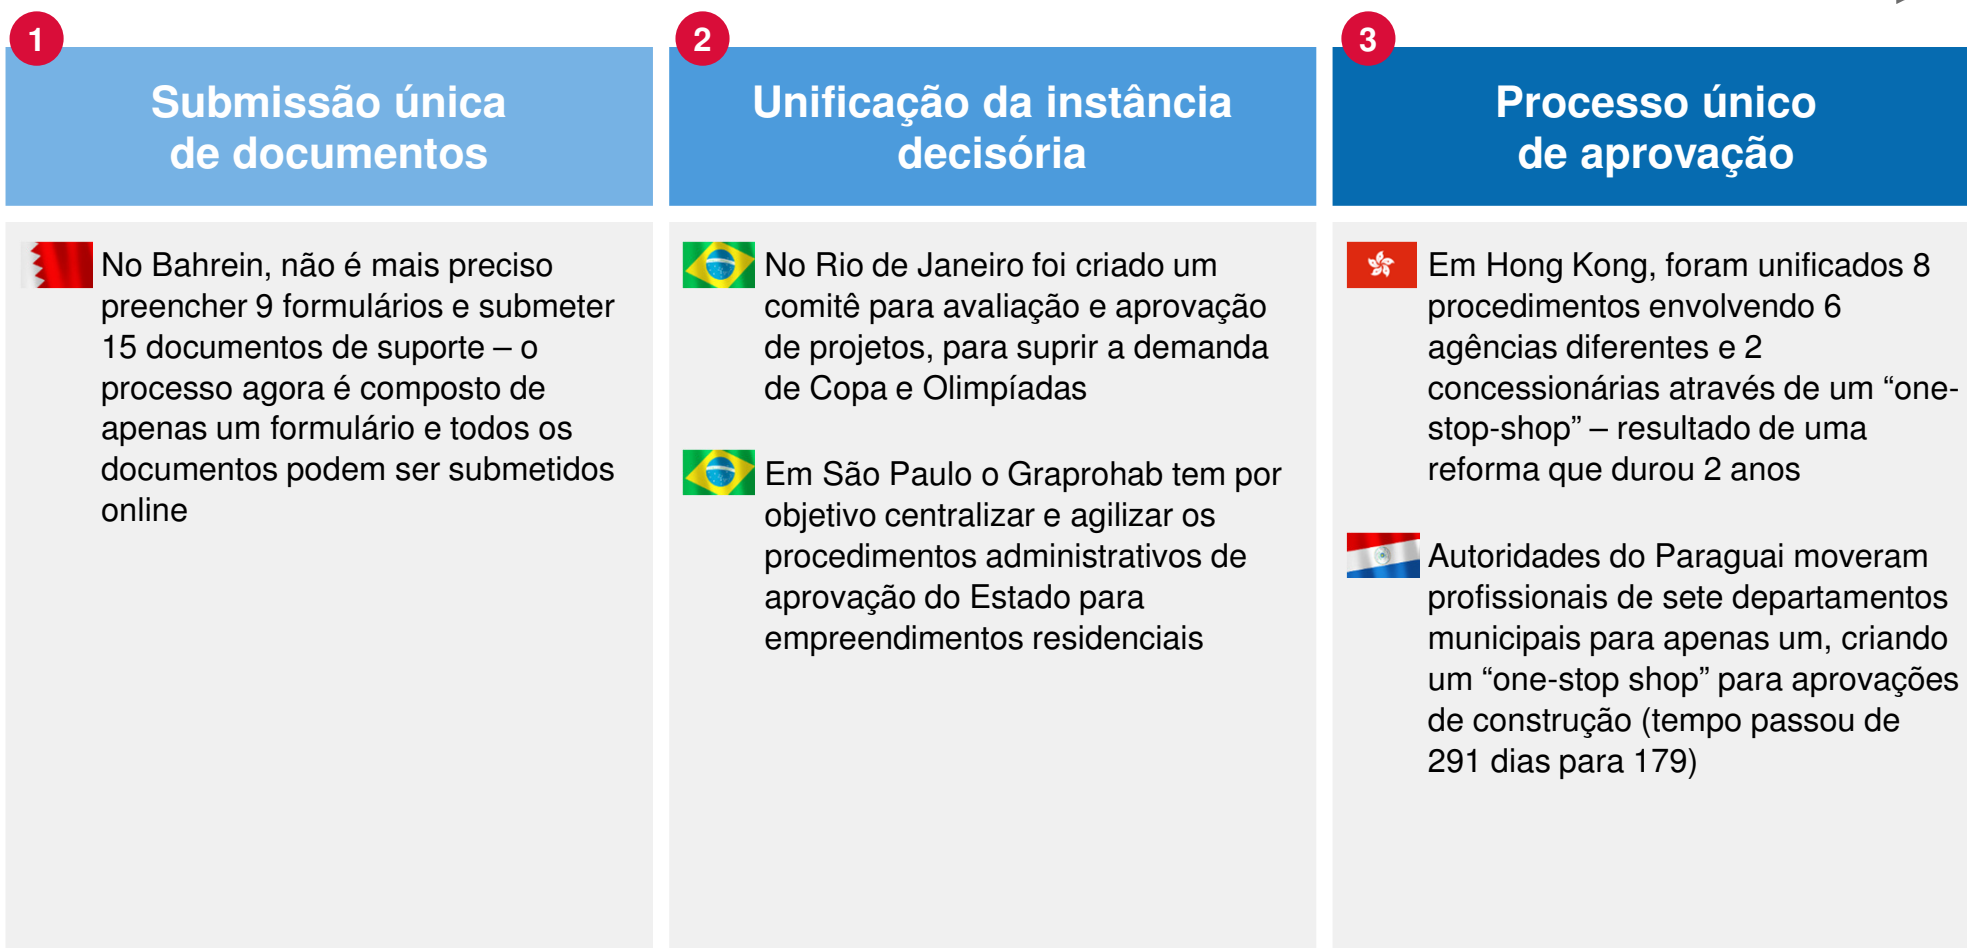 1
Submissão única
de documentos
No Bahrein, não é mais preciso
preencher 9 formulários e submeter
15 documentos de suporte – o
processo agora é composto de
apenas um formulário e todos os
documentos podem ser submetidos
online
2
Unificação da instância
decisória
No Rio de Janeiro foi criado um
comitê para avaliação e aprovação
de projetos, para suprir a demanda
de Copa e Olimpíadas
Em São Paulo o Graprohab tem por
objetivo centralizar e agilizar os
procedimentos administrativos de
aprovação do Estado para
empreendimentos residenciais
3
Processo único
de aprovação
Em Hong Kong, foram unificados 8
procedimentos envolvendo 6
agências diferentes e 2
concessionárias através de um “one-
stop-shop” – resultado de uma
reforma que durou 2 anos
Autoridades do Paraguai moveram
profissionais de sete departamentos
municipais para apenas um, criando
um “one-stop shop” para aprovações
de construção (tempo passou de
291 dias para 179)